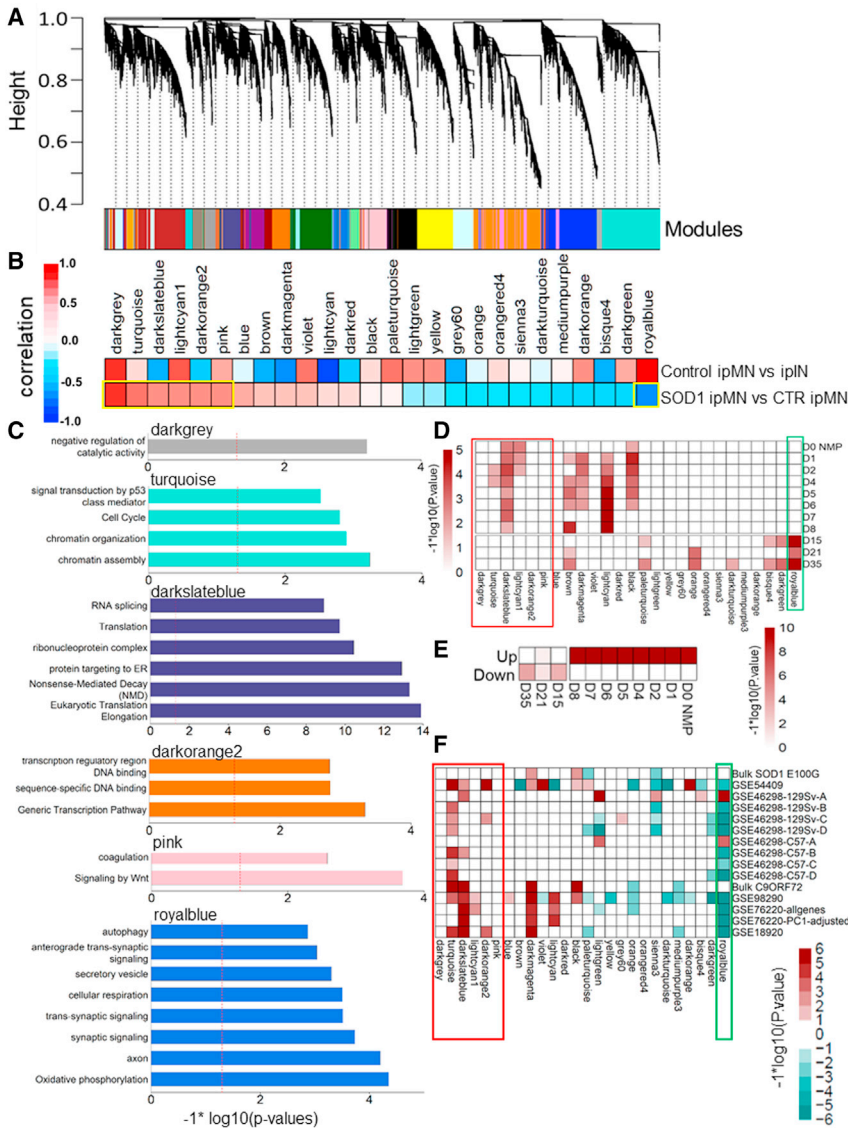 A
Height
1.0
0.8
0.6
0.4
Modules
B
correlation
1.0
0.5
0.0
-0.5
-1.0
darkgrey
turquoise
darkslateblue
lightcyan1
darkorange2
pink
blue
brown
darkmagenta
violet
lightcyan
darkred
black
paleturquoise
lightgreen
yellow
grey60
orange
orangered4
sienna3
darkturquoise
mediumpurple
darkorange
bisque4
darkgreen
royalblue
Control ipMN vs ipIN
SOD1 ipMN vs CTR ipMN
C
darkgrey
negative regulation of
catalytic activity
0 2 4
turquoise
signal transduction by p53
class mediator
Cell Cycle
chromatin organization
chromatin assembly
0 2 4
darkslateblue
RNA splicing
Translation
ribonucleoprotein complex
protein targeting to ER
Nonsense-Mediated Decay
(NMD)
Eukaryotic Translation
Elongation
0 2 4 6 8 10 12 14
darkorange2
transcription regulatory region
DNA binding
sequence-specific DNA binding
Generic Transcription Pathway
0 2 4
pink
coagulation
Signaling by Wnt
0 2 4
royalblue
autophagy
anterograde trans-synaptic
signaling
secretory vesicle
cellular respiration
trans-synaptic signaling
synaptic signaling
axon
Oxidative phosphorylation
0 2 4
-1* log10(p-values)
D
5
4
3
2
1
0
-1*log10(P.value)
D0 NMP
D1
D2
D4
D5
D6
D7
D8
D15
D21
D35
darkgrey
turquoise
darkslateblue
lightcyan1
darkorange2
pink
blue
brown
darkmagenta
violet
lightcyan
darkred
black
paleturquoise
lightgreen
yellow
grey60
orange
orangered4
sienna3
darkturquoise
mediumpurple3
darkorange
bisque4
darkgreen
royalblue
E
Up
Down
D35
D21
D15
D8
D7
D6
D5
D4
D2
D1
D0 NMP
10
8
6
4
2
0
-1*log10(P.value)
F
Bulk SOD1 E100G
GSE54409
GSE46298-129Sv-A
GSE46298-129Sv-B
GSE46298-129Sv-C
GSE46298-129Sv-D
GSE46298-C57-A
GSE46298-C57-B
GSE46298-C57-C
GSE46298-C57-D
Bulk C9ORF72
GSE98290
GSE76220-allgenes
GSE76220-PC1-adjusted
GSE18920
darkgrey
turquoise
darkslateblue
lightcyan1
darkorange2
pink
blue
brown
darkmagenta
violet
lightcyan
darkred
black
paleturquoise
lightgreen
yellow
grey60
orange
orangered4
sienna3
darkturquoise
mediumpurple3
darkorange
bisque4
darkgreen
royalblue
6
5
4
3
2
1
0
-1
-2
-3
-4
-5
-6
-1*log10(P.value)